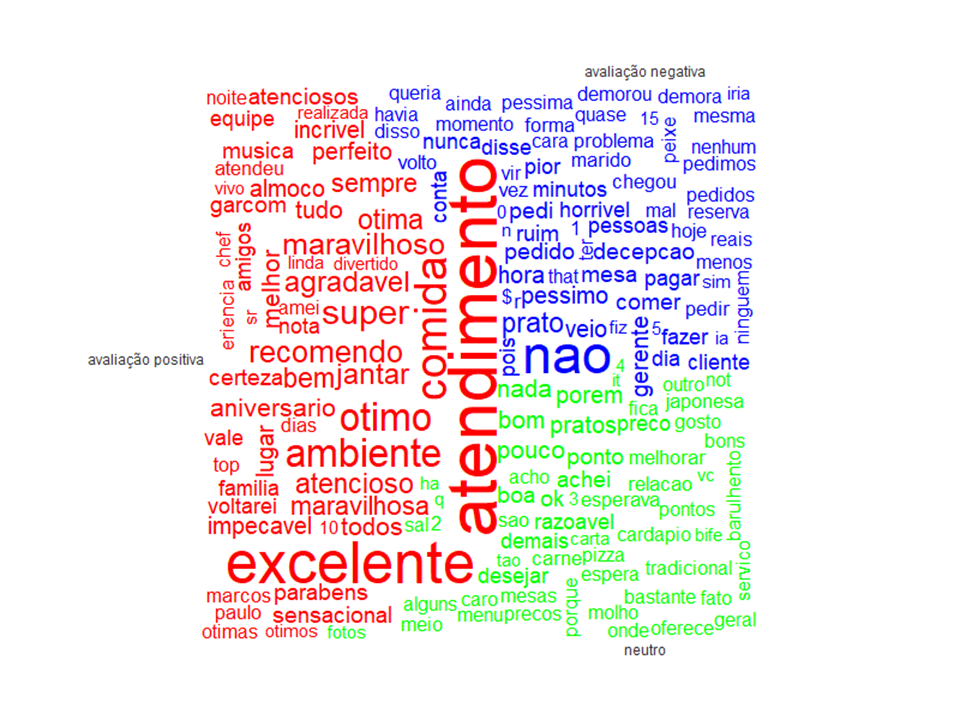 avaliação negativa
noite atenciosos queria ainda pessima demorou demora iria
equipe realizada havia momento forma quase 15 mesma
incrivel disso nunca disse cara problema peixe nenhum
musica perfeito volto vir pior marido pedimos
atendeu vivo almoco sempre conta vez minutos chegou pedidos
garcom tudo otima 0 pedi horrivel mal reserva
chef amigos maravilhoso n ruim 1 pessoas hoje reais
linda divertido pedido ter decepcao menos
eriencia melhor agradavel comida atendimento hora that mesa pagar sim
sr amei nota super $ r pessimo comer pedir ninguem
prato veio fiz gerente 5 fazer ia
avaliação positiva recomendo pois nao dia cliente
certeza bem jantar 4 it outro not
nada porem fica japonesa
aniversario otimo bom pratos preco gosto
vale lugar dias bons
top ambiente pouco ponto melhorar
familia atencioso ha acho achei relacao vc barulhento
voltarei maravilhosa q boa ok 3 esperava pontos
impecavel 10 todos sal 2 sao razoavel
demais carta cardapio bife
excelente tao carne pizza
desejar espera tradicional servico
marcos parabens alguns caro mesas porque bastante fato
paulo sensacional menu precos molho
otimas otimos fotos meio onde oferece geral
neutro